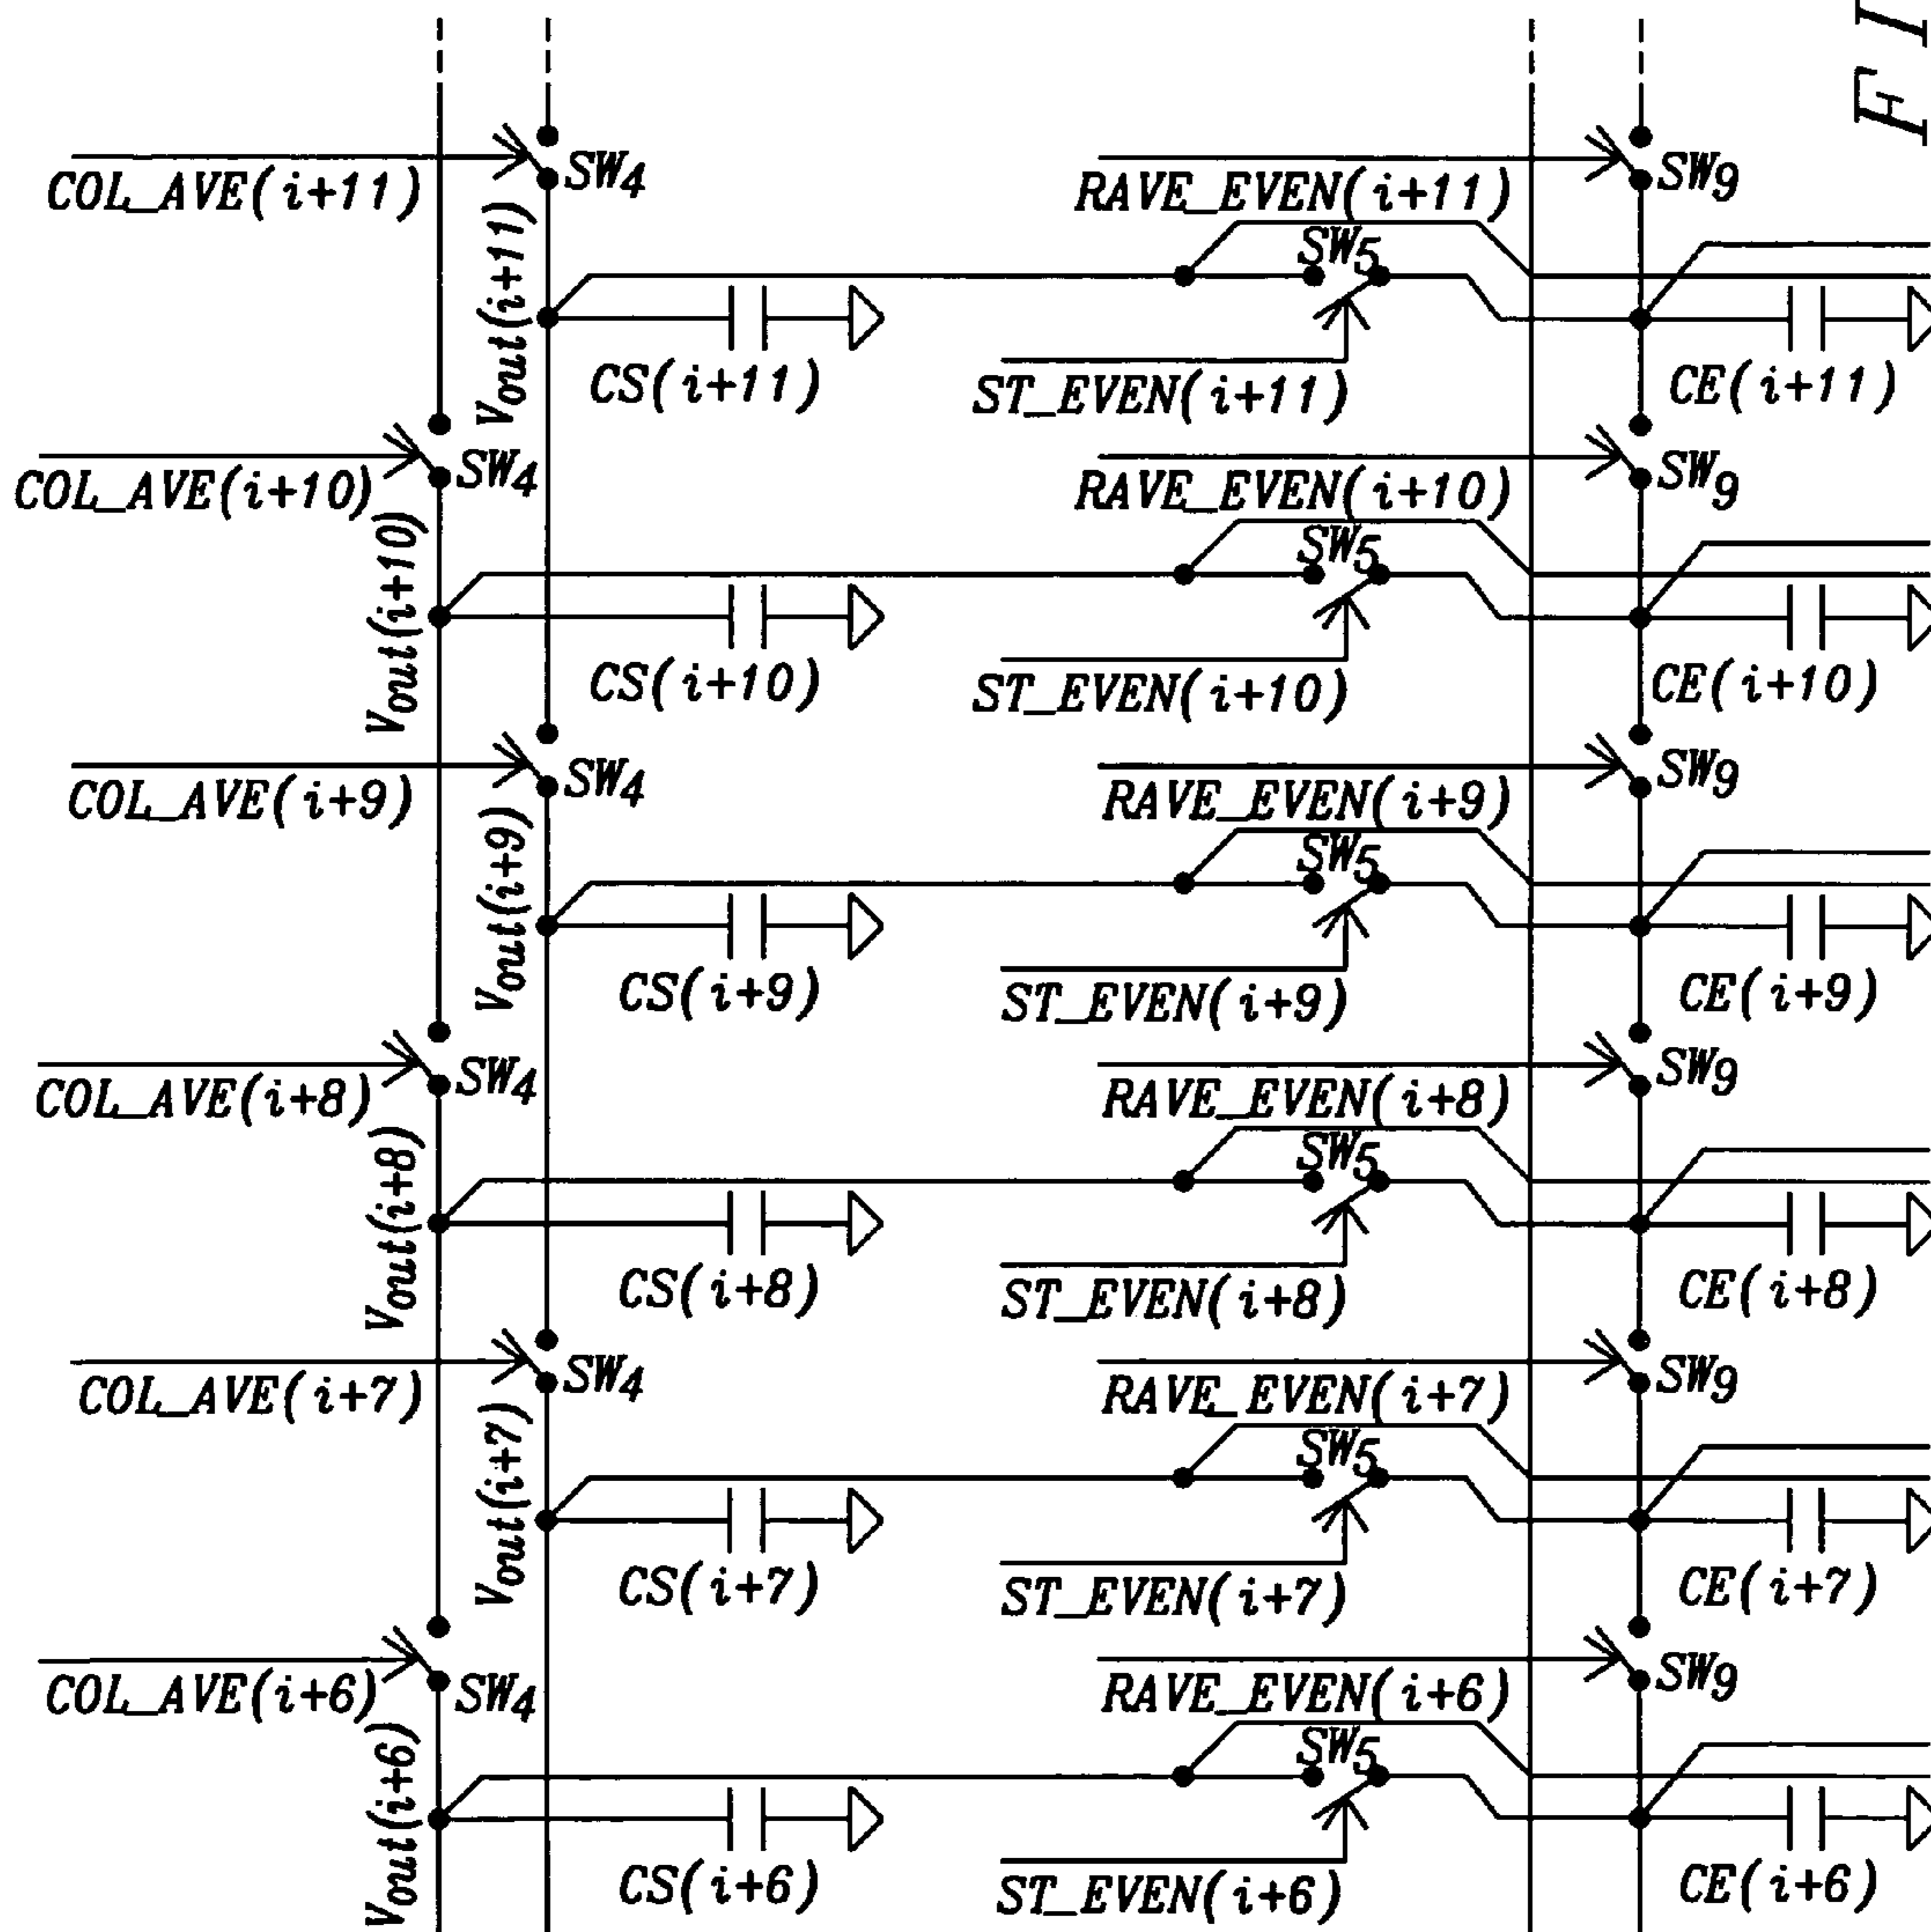 F I
COL_AVE(i+11)
SW4
RAVE_EVEN(i+11)
SW9
Vout(i+11)
SW5
CS(i+11)
ST_EVEN(i+11)
CE(i+11)
COL_AVE(i+10)
SW4
RAVE_EVEN(i+10)
SW9
Vout(i+10)
SW5
CS(i+10)
ST_EVEN(i+10)
CE(i+10)
COL_AVE(i+9)
SW4
RAVE_EVEN(i+9)
SW9
Vout(i+9)
SW5
CS(i+9)
ST_EVEN(i+9)
CE(i+9)
COL_AVE(i+8)
SW4
RAVE_EVEN(i+8)
SW9
Vout(i+8)
SW5
CS(i+8)
ST_EVEN(i+8)
CE(i+8)
COL_AVE(i+7)
SW4
RAVE_EVEN(i+7)
SW9
Vout(i+7)
SW5
CS(i+7)
ST_EVEN(i+7)
CE(i+7)
COL_AVE(i+6)
SW4
RAVE_EVEN(i+6)
SW9
Vout(i+6)
SW5
CS(i+6)
ST_EVEN(i+6)
CE(i+6)